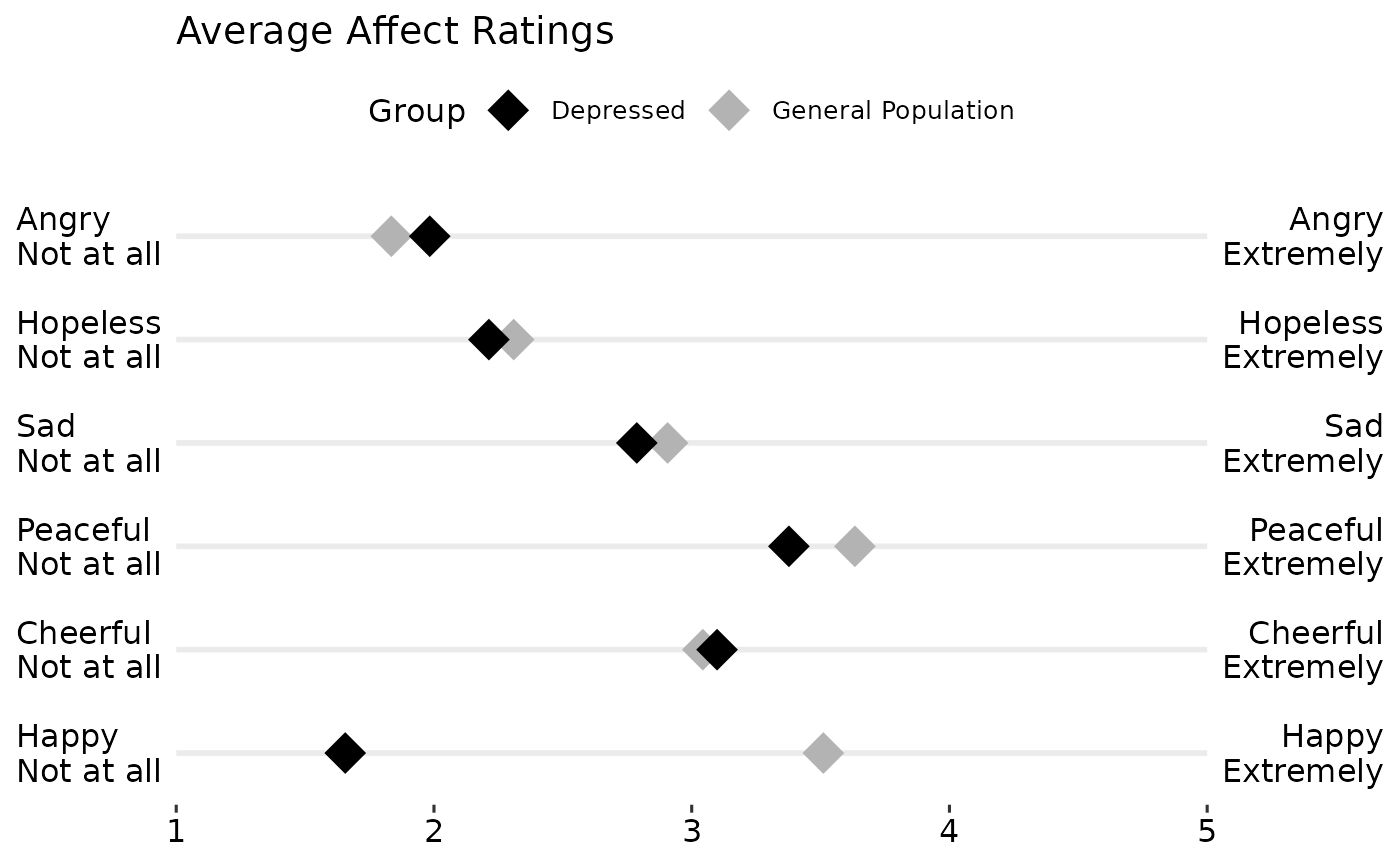 Average Affect Ratings
Group Depressed General Population
Angry
Not at all
Angry
Extremely
Hopeless
Not at all
Hopeless
Extremely
Sad
Not at all
Sad
Extremely
Peaceful
Not at all
Peaceful
Extremely
Cheerful
Not at all
Cheerful
Extremely
Happy
Not at all
Happy
Extremely
1 2 3 4 5